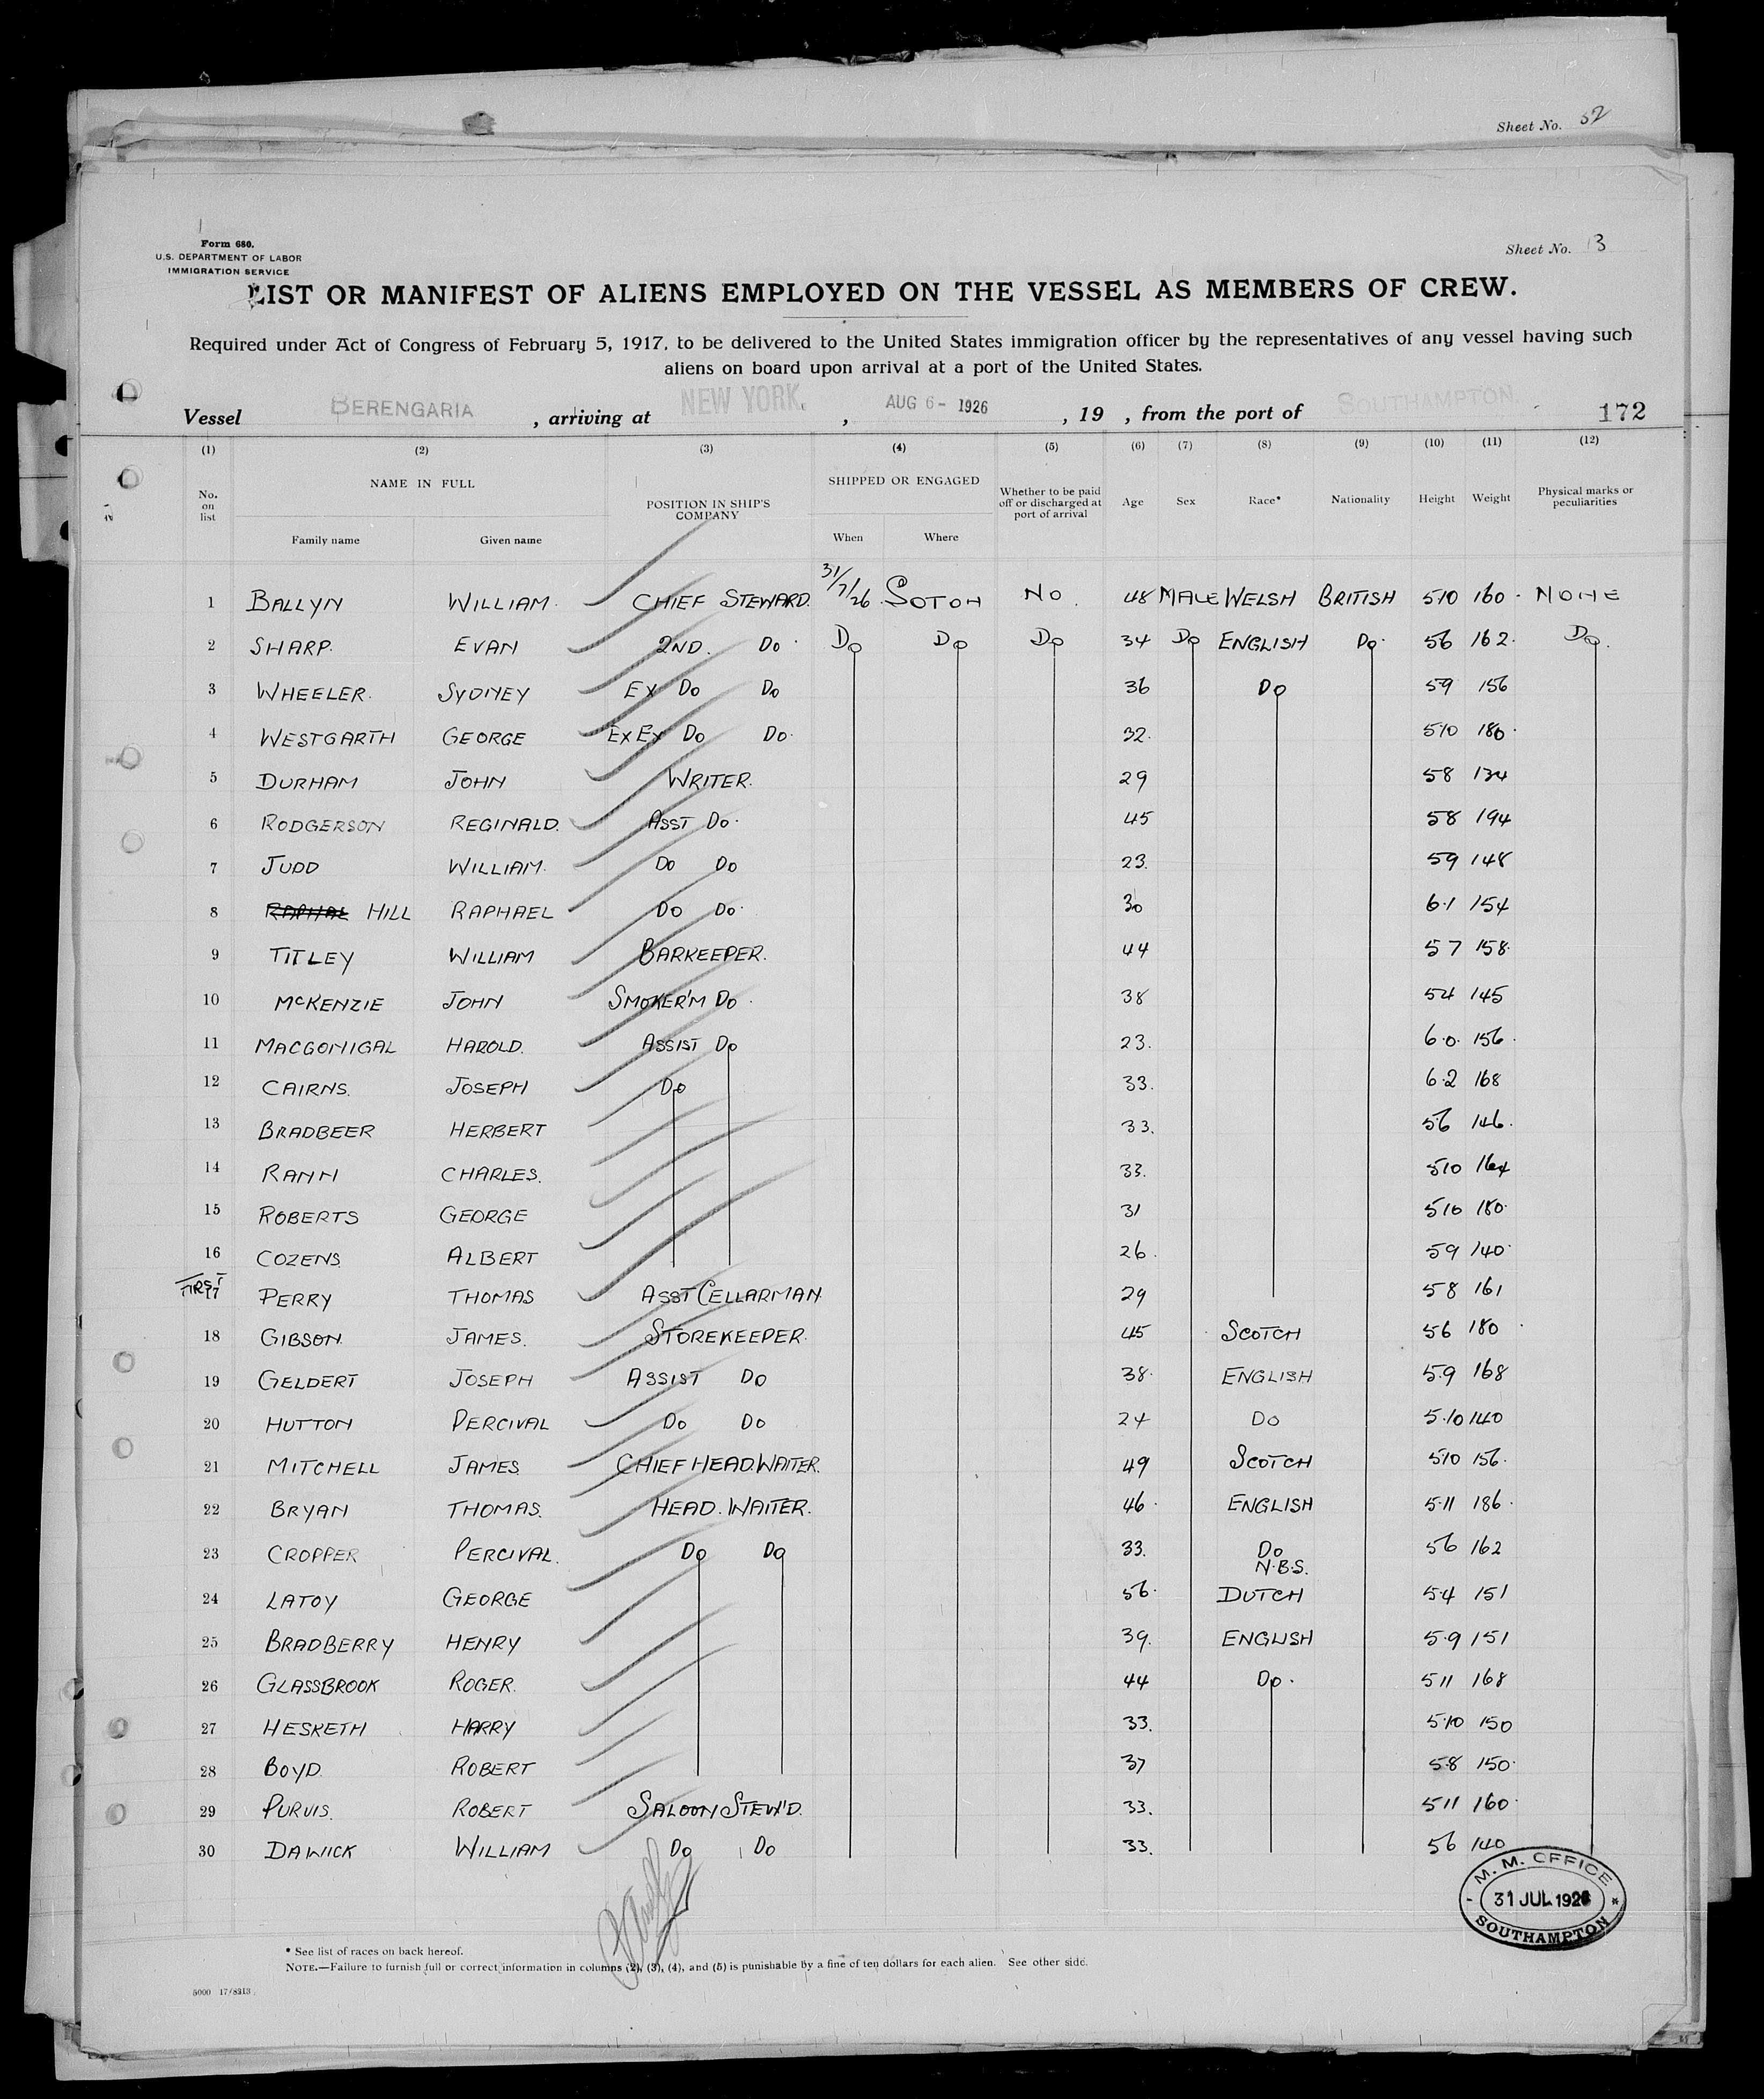 Sheet No. 52
Form 680.
U.S. DEPARTMENT OF LABOR
IMMIGRATION SERVICE
Sheet No. 13
LIST OR MANIFEST OF ALIENS EMPLOYED ON THE VESSEL AS MEMBERS OF CREW.
Required under Act of Congress of February 5, 1917, to be delivered to the United States immigration officer by the representatives of any vessel having such
aliens on board upon arrival at a port of the United States.
Vessel BERENGARIA , arriving at NEW YORK. , AUG 6 - 1926 , 19 , from the port of SOUTHAMPTON 172
(1) (2) (3) (4) (5) (6) (7) (8) (9) (10) (11) (12)
No. on list NAME IN FULL Family name Given name POSITION IN SHIP'S COMPANY SHIPPED OR ENGAGED When Where Whether to be paid off or discharged at port of arrival Age Sex Race* Nationality Height Weight Physical marks or peculiarities
1 BALLYN WILLIAM. CHIEF STEWARD. 31/7/26 SOTON NO 48 MALE WELSH BRITISH 510 160 NONE
2 SHARP. EVAN 2ND. DO DO DO DO 34 DO ENGLISH DO 56 162 DO
3 WHEELER. SYDNEY EX DO DO 36 DO 59 156
4 WESTGARTH GEORGE EX EX DO DO 32. 510 180
5 DURHAM JOHN WRITER. 29 58 134
6 RODGERSON REGINALD. ASST DO 45 58 194
7 JUDD WILLIAM. DO DO 23. 59 148
8 RAPHAL HILL RAPHAEL DO DO 30 6.1 154
9 TITLEY WILLIAM BARKEEPER. 44 57 158
10 McKENZIE JOHN SMOKER'M DO 38 54 145
11 MACGONIGAL HAROLD. ASSIST DO 23. 6.0. 156
12 CAIRNS. JOSEPH DO 33. 6.2 168
13 BRADBEER HERBERT 33. 56 146
14 RANN CHARLES. 33. 510 164
15 ROBERTS GEORGE 31 510 180
16 COZENS ALBERT 26. 59 140
FIRST
17 PERRY THOMAS ASST CELLARMAN 29 58 161
18 GIBSON JAMES. STOREKEEPER. 45 SCOTCH 56 180
19 GELDERT JOSEPH ASSIST DO 38. ENGLISH 5.9 168
20 HUTTON PERCIVAL DO DO 24 DO 5.10 140
21 MITCHELL JAMES CHIEF HEAD.WAITER. 49 SCOTCH 510 156
22 BRYAN THOMAS. HEAD. WAITER. 46 ENGLISH 5.11 186
23 CROPPER PERCIVAL. DO DO 33. DO 56 162
N.B.S.
24 LATOY GEORGE 56 DUTCH 5.4 151
25 BRADBERRY HENRY 39. ENGLISH 5.9 151
26 GLASSBROOK ROGER. 44 DO. 511 168
27 HESKETH HARRY 33. 5.10 150
28 BOYD. ROBERT 37 5.8 150
29 PURVIS. ROBERT SALOON STEW'D. 33. 511 160
30 DAWICK WILLIAM DO DO 33. 56 140
M. M. OFFICE
31 JUL 1926
SOUTHAMPTON
* See list of races on back hereof.
NOTE.—Failure to furnish full or correct information in columns (2), (3), (4), and (5) is punishable by a fine of ten dollars for each alien. See other side.
5000 17/8213